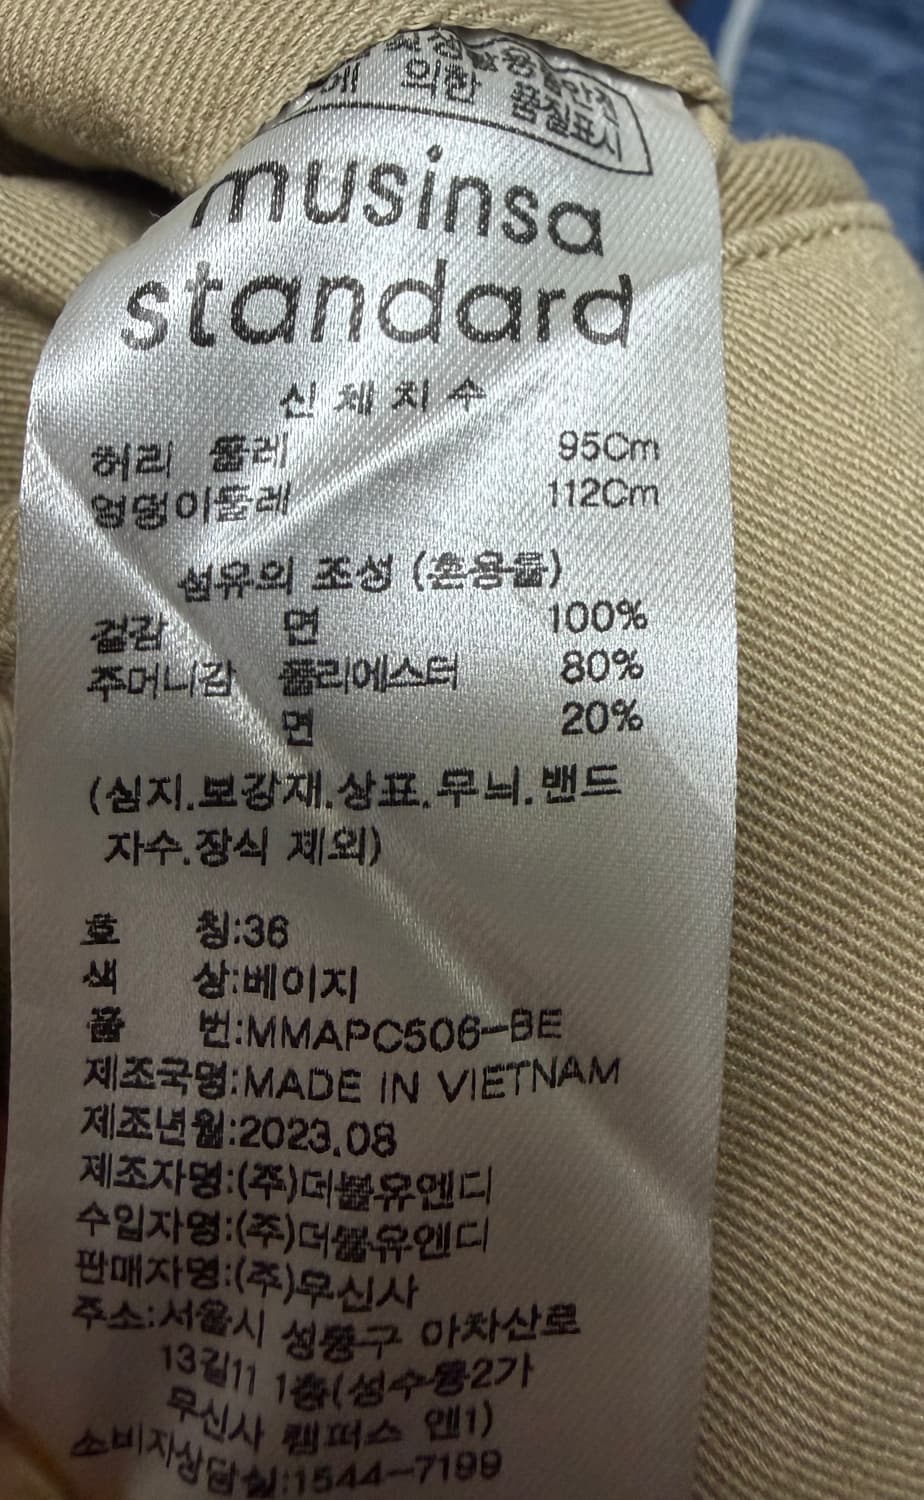 의한 품질표시
musinsa
standard
신체치수
허리 둘레 95Cm
엉덩이둘레 112Cm
섬유의 조성 (혼용률)
겉감 면 100%
주머니감 폴리에스터 80%
면 20%
(심지.보강재.상표.무늬.밴드
자수.장식 제외)
호 칭:36
색 상:베이지
품 번:MMAPC506-BE
제조국명:MADE IN VIETNAM
제조년월:2023.08
제조자명:(주)더블유엔디
수입자명:(주)더블유엔디
판매자명:(주)무신사
주소:서울시 성동구 아차산로
13길11 1층(성수동2가
무신사 캠퍼스 엔1)
소비자상담실:1544-7199